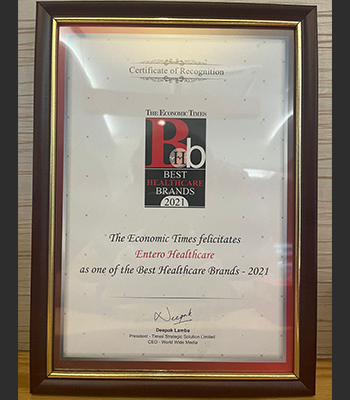 Certificate of Recognition
THE ECONOMIC TIMES
BHb
BEST
HEALTHCARE
BRANDS
2021
The Economic Times felicitates
Entero Healthcare
as one of the Best Healthcare Brands - 2021
Deepak
Deepak Lamba
President - Times Strategic Solution Limited
CEO - World Wide Media